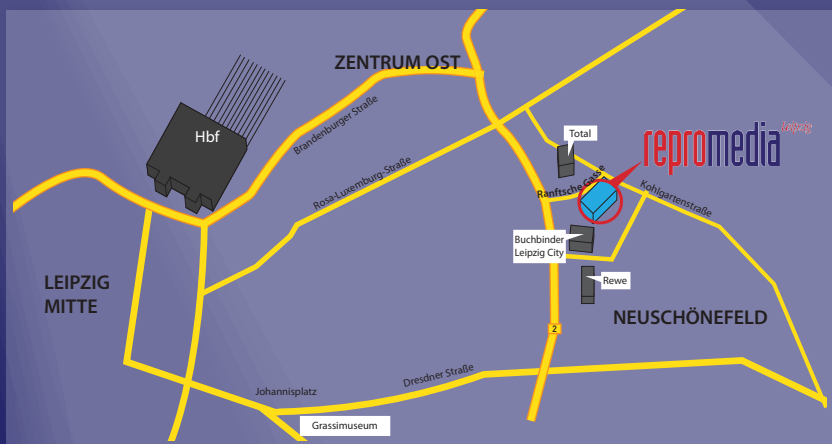 ZENTRUM OST
Hbf
Brandenburger Straße
Rosa-Luxemburg-Straße
Total
repromedia
leipzig
Ranftsche Gasse
Kohlgartenstraße
Buchbinder
Leipzig City
LEIPZIG
MITTE
Rewe
NEUSCHÖNEFELD
2
Dresdner Straße
Johannisplatz
Grassimuseum